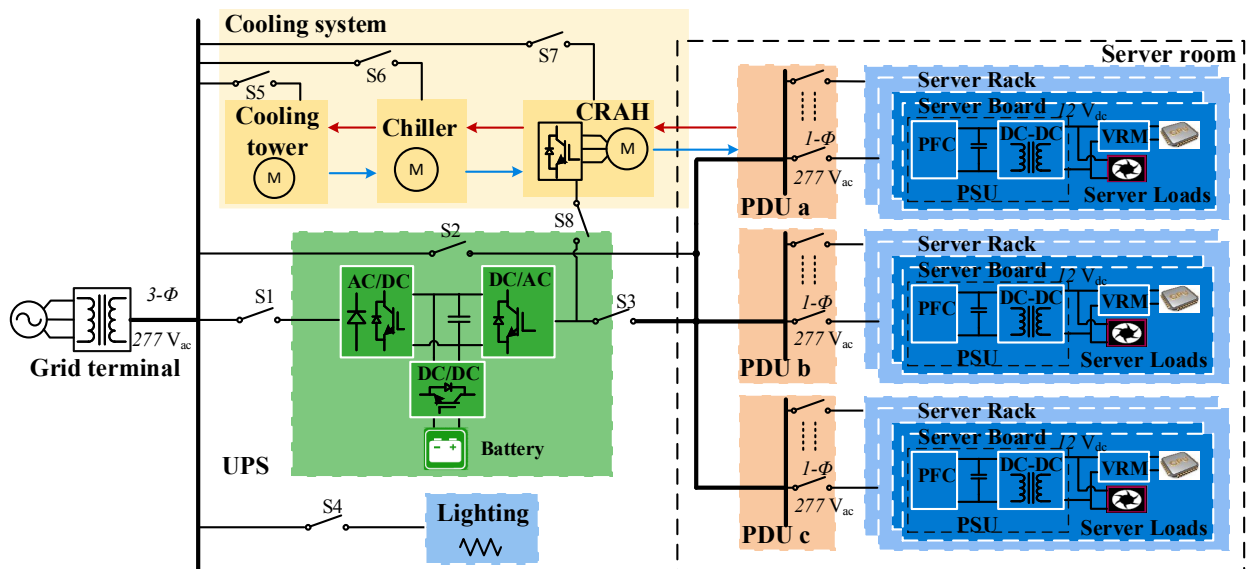 Cooling system
S7
S6
S5
Cooling
tower
M
Chiller
M
CRAH
M
S8
S2
S1
S3
S4
3-Φ
277 Vac
Grid terminal
AC/DC
DC/AC
DC/DC
Battery
UPS
Lighting
Server room
1-Φ
277 Vac
PDU a
Server Rack
Server Board
12 Vdc
PFC
DC-DC
VRM
PSU
Server Loads
1-Φ
277 Vac
PDU b
Server Rack
Server Board
12 Vdc
PFC
DC-DC
VRM
PSU
Server Loads
1-Φ
277 Vac
PDU c
Server Rack
Server Board
12 Vdc
PFC
DC-DC
VRM
PSU
Server Loads